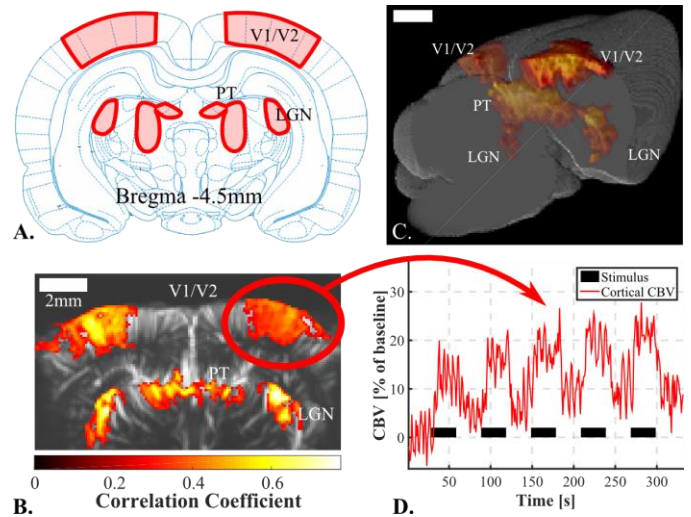 V1/V2 V1/V2
PT
LGN
Bregma -4.5mm
A.
V1/V2 V1/V2
PT
LGN LGN
C.
2mm V1/V2
PT
LGN
0 0.2 0.4 0.6
Correlation Coefficient
B.
Stimulus
Cortical CBV
CBV [% of baseline]
30
20
10
0
50 100 150 200 250 300
Time [s]
D.